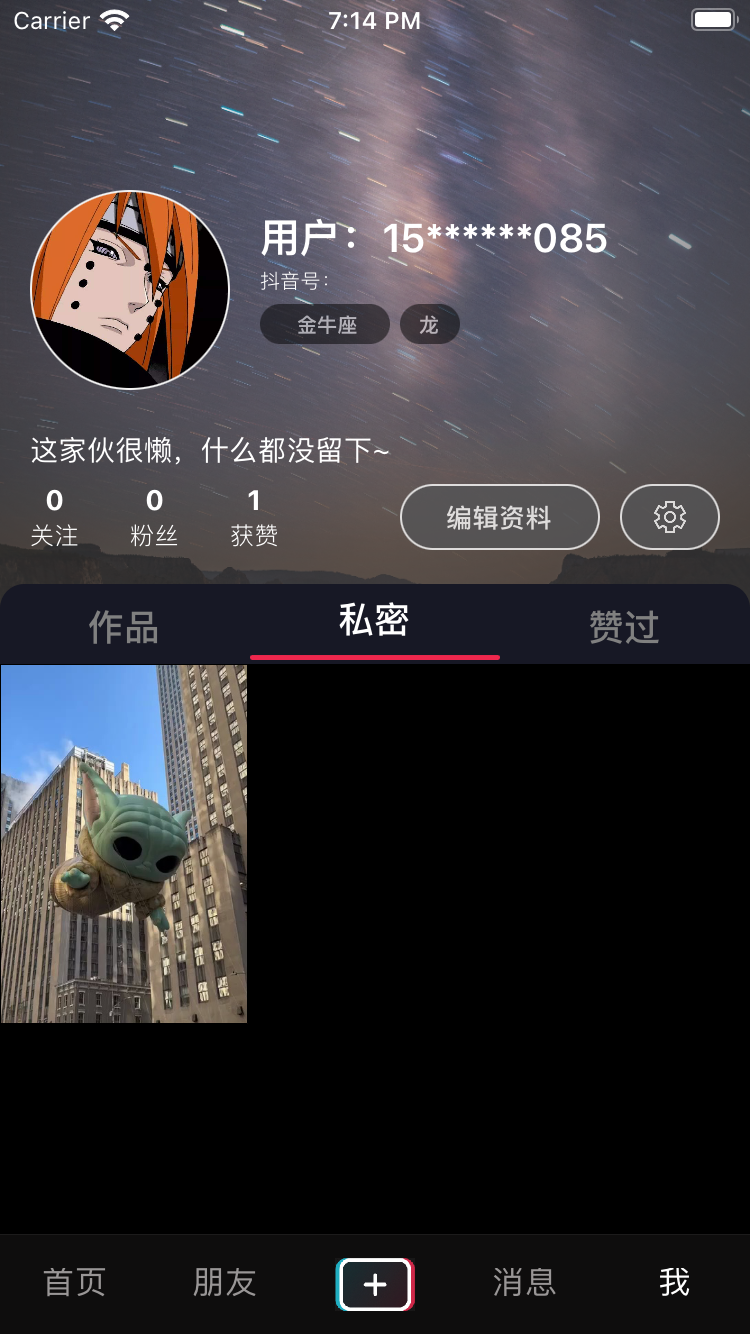 Carrier 7:14 PM
用户：15******085
抖音号：
金牛座 龙
这家伙很懒，什么都没留下~
0 0 1
关注 粉丝 获赞
编辑资料
作品 私密 赞过
首页 朋友 + 消息 我